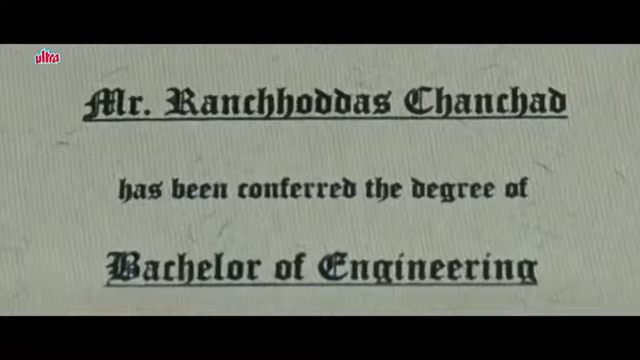 ultra
Mr. Ranchhoddas Chanchad
has been conferred the degree of
Bachelor of Engineering